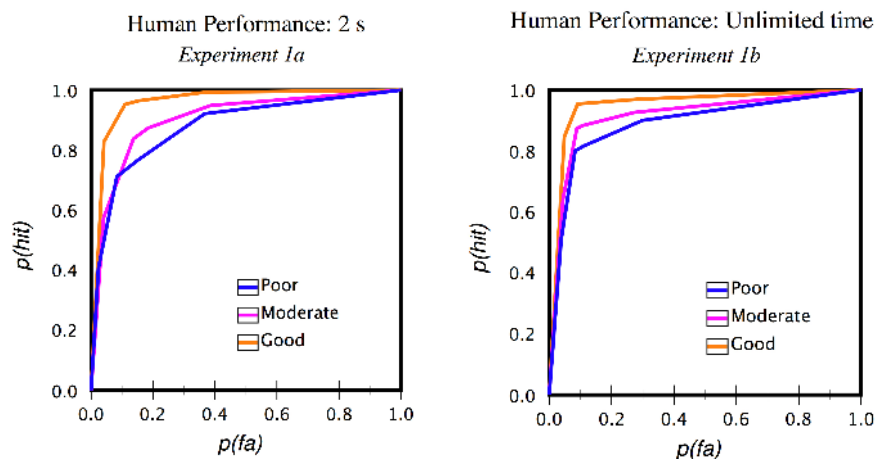 Human Performance: 2 s
Experiment 1a
1.0
0.8
0.6
0.4
0.2
0.0
p(hit)
Poor
Moderate
Good
0.0 0.2 0.4 0.6 0.8 1.0
p(fa)
Human Performance: Unlimited time
Experiment 1b
1.0
0.8
0.6
0.4
0.2
0.0
p(hit)
Poor
Moderate
Good
0.0 0.2 0.4 0.6 0.8 1.0
p(fa)